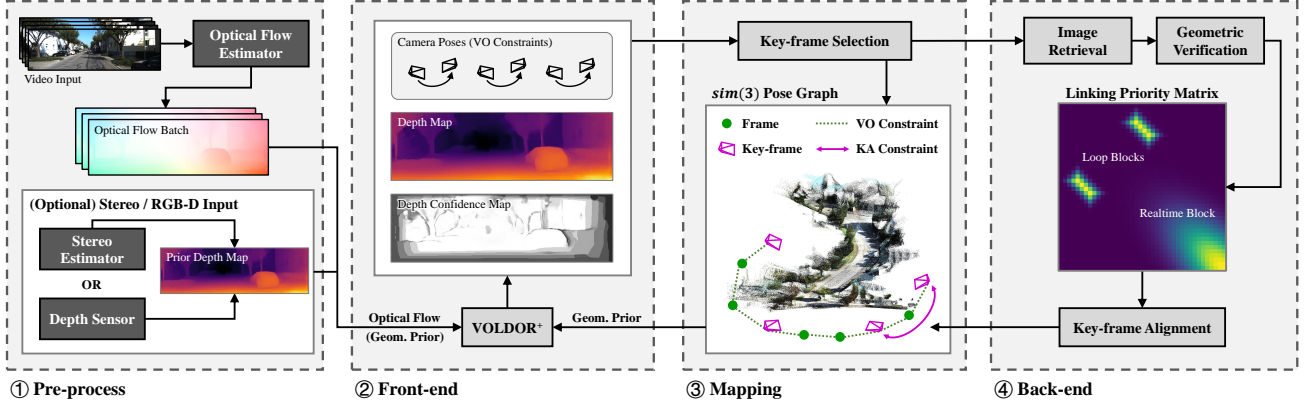 Video Input
Optical Flow
Estimator
Optical Flow Batch
(Optional) Stereo / RGB-D Input
Stereo
Estimator
OR
Depth Sensor
Prior Depth Map
① Pre-process
Camera Poses (VO Constraints)
Depth Map
Depth Confidence Map
Optical Flow
(Geom. Prior)
VOLDOR⁺
Geom. Prior
② Front-end
Key-frame Selection
sim(3) Pose Graph
Frame
VO Constraint
Key-frame
KA Constraint
③ Mapping
Image
Retrieval
Geometric
Verification
Linking Priority Matrix
Loop Blocks
Realtime Block
Key-frame Alignment
④ Back-end